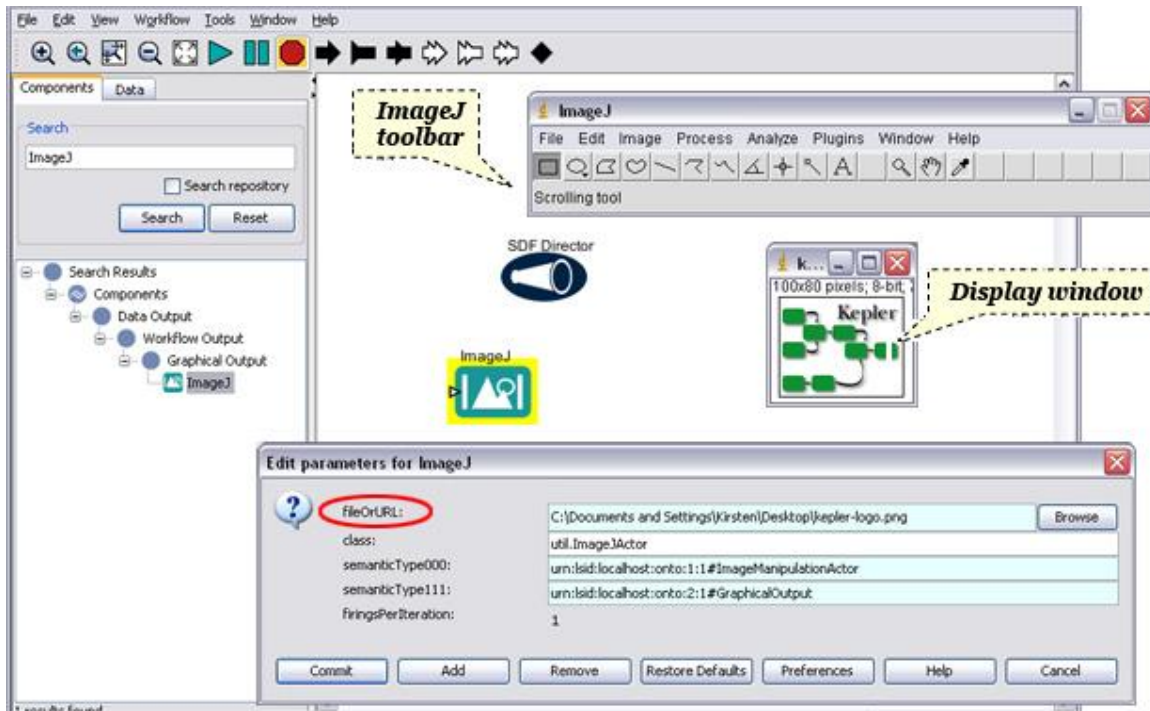 File Edit View Workflow Tools Window Help
Components Data
Search
ImageJ
Search repository
Search Reset
Search Results
Components
Data Output
Workflow Output
Graphical Output
ImageJ
1 results found
ImageJ
toolbar
ImageJ
File Edit Image Process Analyze Plugins Window Help
A
Scrolling tool
SDF Director
ImageJ
k...
100x80 pixels; 8-bit;
Kepler
Display window
Edit parameters for ImageJ
?
fileOrURL: C:\Documents and Settings\Kirsten\Desktop\kepler-logo.png Browse
class: util.ImageJActor
semanticType000: urn:lsid:localhost:onto:1:1#ImageManipulationActor
semanticType111: urn:lsid:localhost:onto:2:1#GraphicalOutput
firingsPerIteration: 1
Commit Add Remove Restore Defaults Preferences Help Cancel